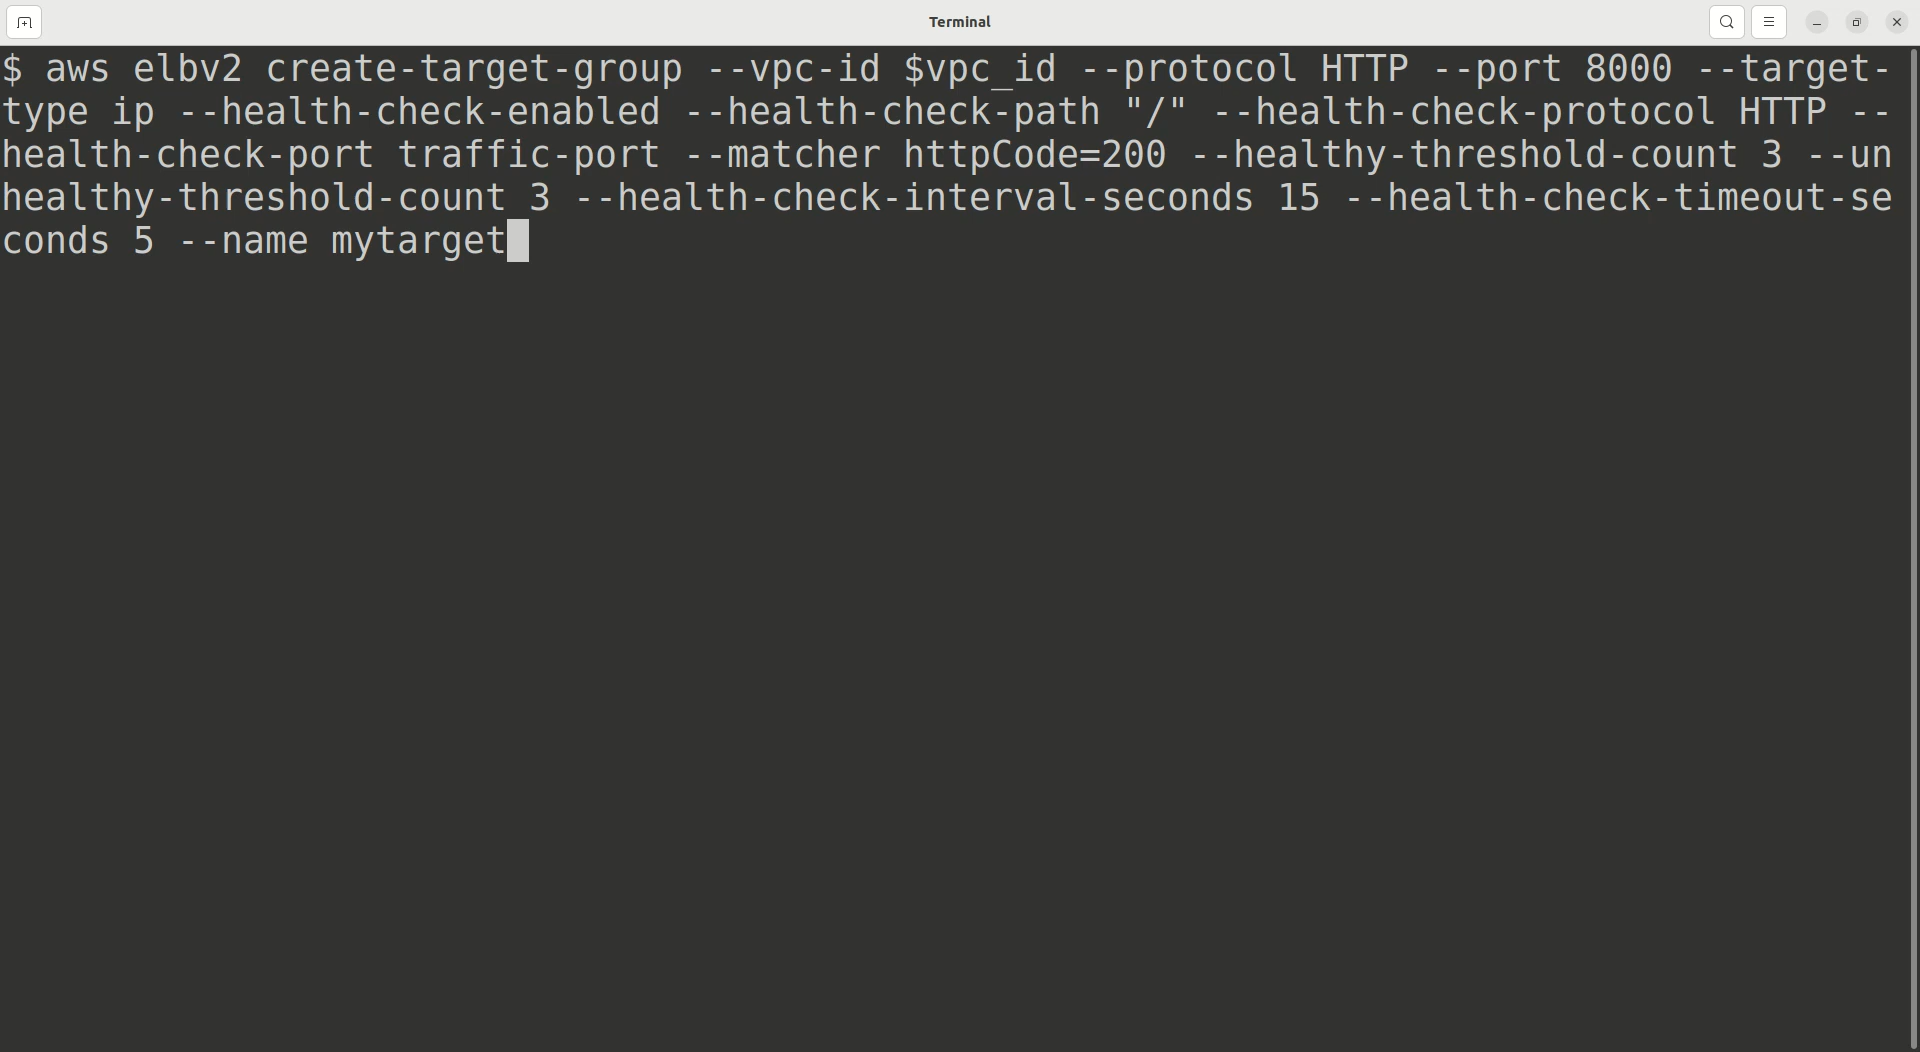 Terminal
$ aws elbv2 create-target-group --vpc-id $vpc_id --protocol HTTP --port 8000 --target-
type ip --health-check-enabled --health-check-path "/" --health-check-protocol HTTP --
health-check-port traffic-port --matcher httpCode=200 --healthy-threshold-count 3 --un
healthy-threshold-count 3 --health-check-interval-seconds 15 --health-check-timeout-se
conds 5 --name mytarget